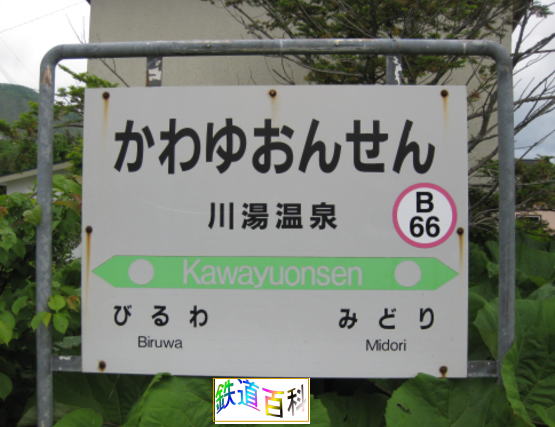 かわゆおんせん
川湯温泉
B
66
Kawayuonsen
びるわ みどり
Biruwa Midori
鉄道百科